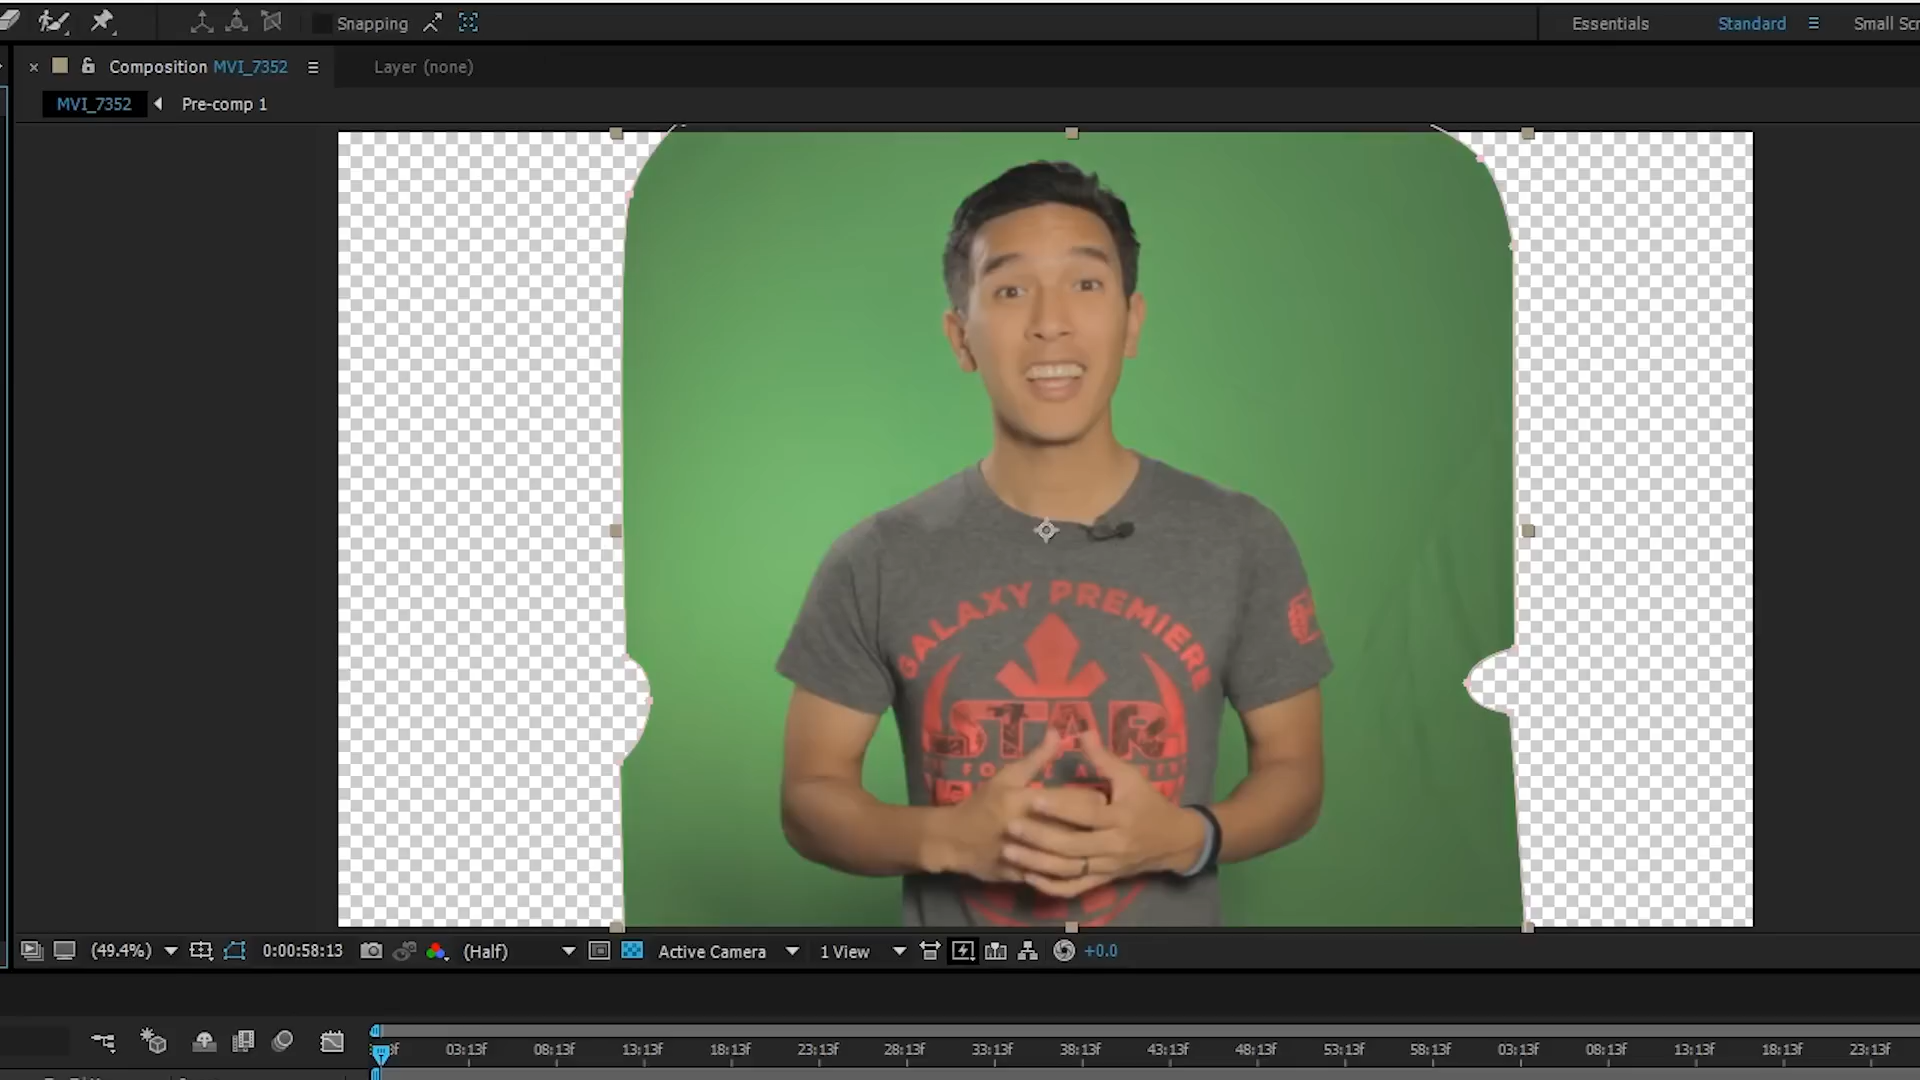 Snapping Essentials Standard Small Scr
Composition MVI_7352 Layer (none)
MVI_7352 Pre-comp 1
GALAXY PREMIERE
STAR
(49.4%) 0:00:58:13 (Half) Active Camera 1 View +0.0
03:13f 08:13f 13:13f 18:13f 23:13f 28:13f 33:13f 38:13f 43:13f 48:13f 53:13f 58:13f 03:13f 08:13f 13:13f 18:13f 23:13f